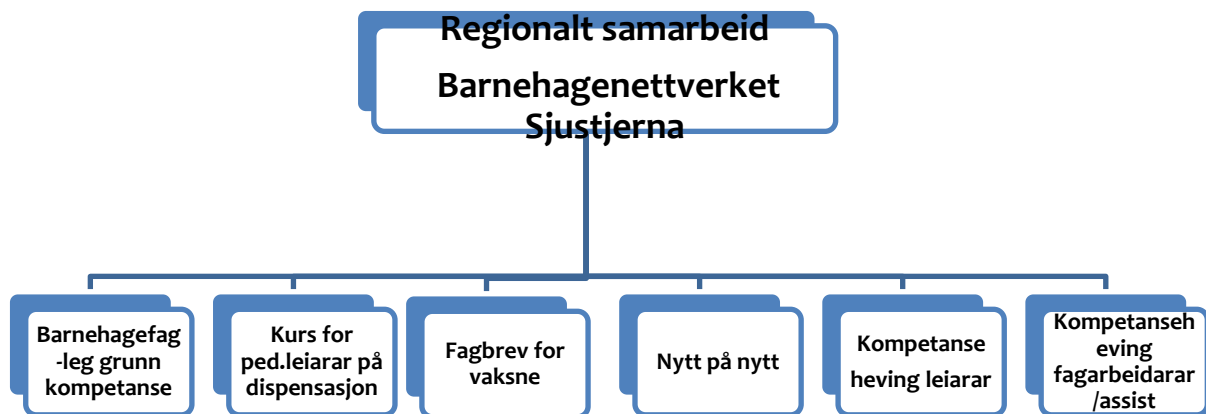 Regionalt samarbeid
Barnehagenettverket
Sjustjerna
Barnehagefag
-leg grunn
kompetanse
Kurs for
ped.leiarar på
dispensasjon
Fagbrev for
vaksne
Nytt på nytt
Kompetanse
heving leiarar
Kompetanseh
eving
fagarbeidarar
/assist